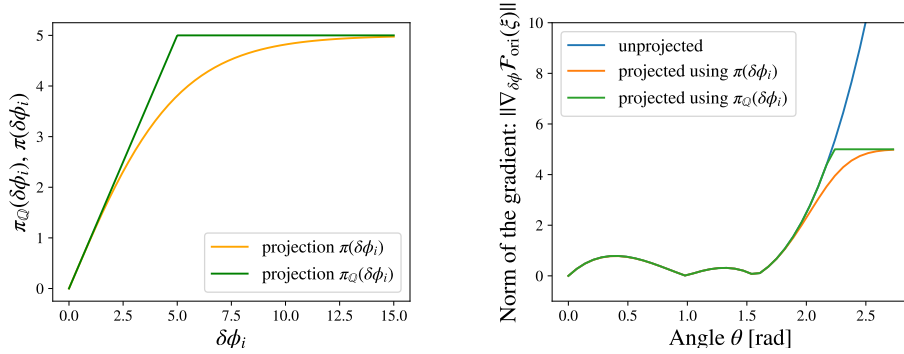 π_ℚ(δϕ_i), π(δϕ_i)
5
4
3
2
1
0
projection π(δϕ_i)
projection π_ℚ(δϕ_i)
0.0 2.5 5.0 7.5 10.0 12.5 15.0
δϕ_i
Norm of the gradient: ||∇_δϕ ℱ_ori(ξ)||
10
8
6
4
2
0
unprojected
projected using π(δϕ_i)
projected using π_ℚ(δϕ_i)
0.0 0.5 1.0 1.5 2.0 2.5
Angle θ [rad]